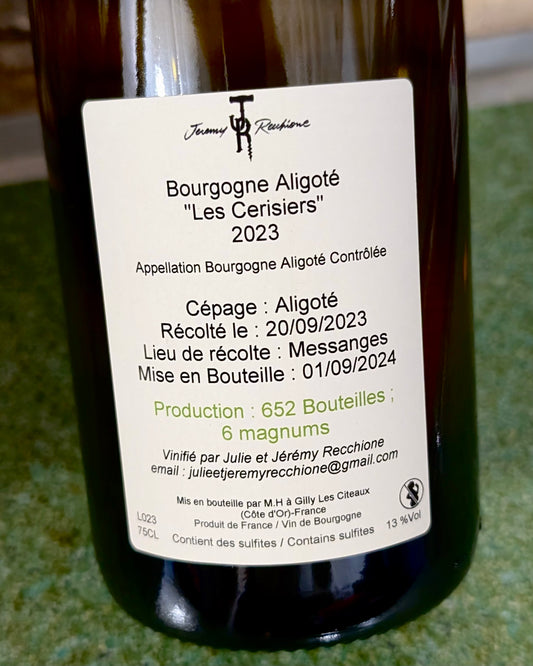 Jeremy Recchione
Bourgogne Aligoté
"Les Cerisiers"
2023
Appellation Bourgogne Aligoté Contrôlée
Cépage : Aligoté
Récolté le : 20/09/2023
Lieu de récolte : Messanges
Mise en Bouteille : 01/09/2024
Production : 652 Bouteilles ;
6 magnums
Vinifié par Julie et Jérémy Recchione
email : julieetjeremyrecchione@gmail.com
Mis en bouteille par M.H à Gilly Les Citeaux
(Côte d'Or)-France
Produit de France / Vin de Bourgogne
L023
75CL
Contient des sulfites / Contains sulfites
13 %Vol